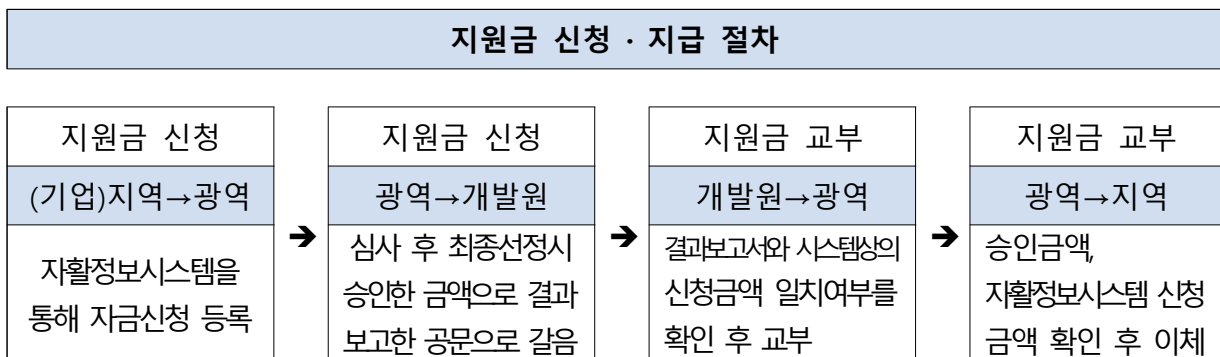 지원금 신청 · 지급 절차
지원금 신청
(기업)지역→광역
자활정보시스템을
통해 자금신청 등록
➔
지원금 신청
광역→개발원
심사 후 최종선정시
승인한 금액으로 결과
보고한 공문으로 갈음
➔
지원금 교부
개발원→광역
결과보고서와 시스템상의
신청금액 일치여부를
확인 후 교부
➔
지원금 교부
광역→지역
승인금액,
자활정보시스템 신청
금액 확인 후 이체